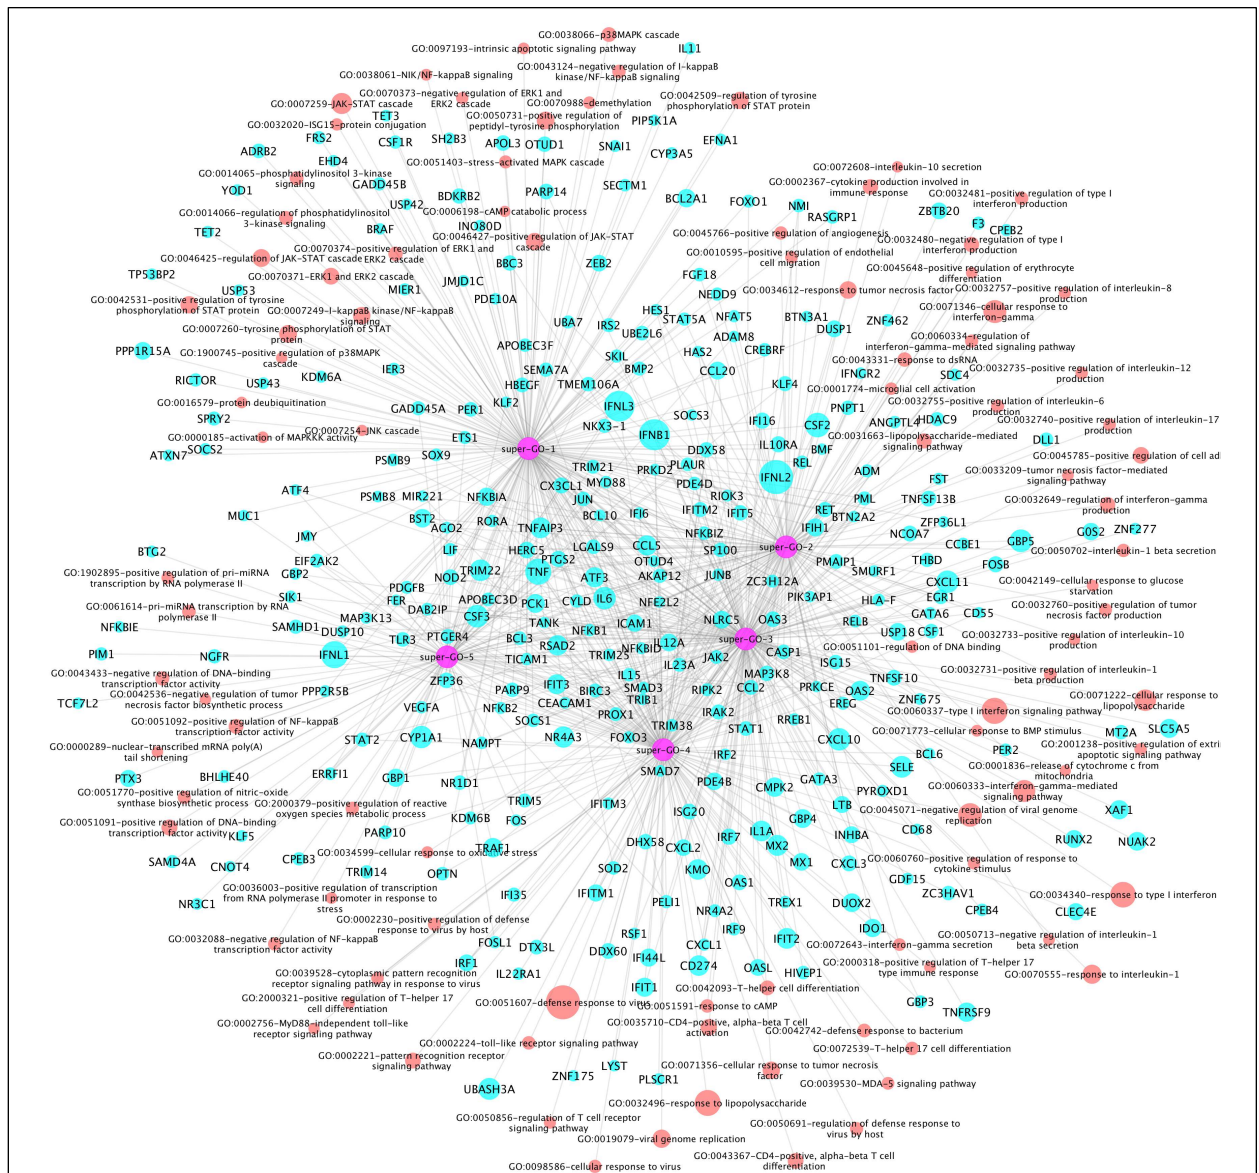 GO:0038066-p38MAPK cascade
GO:0097193-intrinsic apoptotic signaling pathway
IL11
GO:0043124-negative regulation of I-kappaB
kinase/NF-kappaB signaling
GO:0038061-NIK/NF-kappaB signaling
GO:0070373-negative regulation of ERK1 and
ERK2 cascade
GO:0042509-regulation of tyrosine
phosphorylation of STAT protein
GO:0007259-JAK-STAT cascade
GO:0070988-demethylation
TET3
GO:0050731-positive regulation of
peptidyl-tyrosine phosphorylation
PIP5K1A
GO:0032020-ISG15-protein conjugation
FRS2
CSF1R
SH2B3
APOL3
OTUD1
SNAI1
EFNA1
ADRB2
EHD4
GO:0051403-stress-activated MAPK cascade
CYP3A5
GO:0072608-interleukin-10 secretion
GO:0014065-phosphatidylinositol 3-kinase
signaling
GADD45B
PARP14
SECTM1
GO:0002367-cytokine production involved in
immune response
YOD1
BDKRB2
BCL2A1
FOXO1
NMI
GO:0032481-positive regulation of type I
interferon production
USP42
GO:0006198-cAMP catabolic process
RASGRP1
ZBTB20
GO:0014066-regulation of phosphatidylinositol
3-kinase signaling
BRAF
INO80D
F3
CPEB2
TET2
GO:0046427-positive regulation of JAK-STAT
cascade
GO:0045766-positive regulation of angiogenesis
GO:0032480-negative regulation of type I
interferon production
GO:0070374-positive regulation of ERK1 and
ERK2 cascade
GO:0046425-regulation of JAK-STAT cascade
GO:0010595-positive regulation of endothelial
cell migration
BBC3
ZEB2
GO:0045648-positive regulation of erythrocyte
differentiation
TP53BP2
GO:0070371-ERK1 and ERK2 cascade
JMJD1C
FGF18
USP53
MIER1
GO:0034612-response to tumor necrosis factor
GO:0032757-positive regulation of interleukin-8
production
GO:0042531-positive regulation of tyrosine
phosphorylation of STAT protein
PDE10A
NEDD9
GO:0071346-cellular response to
interferon-gamma
GO:0007249-I-kappaB kinase/NF-kappaB
signaling
HES1
STAT5A
NFAT5
BTN3A1
ZNF462
GO:0007260-tyrosine phosphorylation of STAT
protein
UBA7
IRS2
UBE2L6
ADAM8
DUSP1
GO:0060334-regulation of
interferon-gamma-mediated signaling pathway
PPP1R15A
GO:1900745-positive regulation of p38MAPK
cascade
APOBEC3F
SKIL
HAS2
CREBRF
GO:0043331-response to dsRNA
GO:0032735-positive regulation of interleukin-12
production
IER3
SEMA7A
BMP2
CCL20
IFNGR2
SDC4
RICTOR
USP43
KDM6A
HBEGF
TMEM106A
KLF4
GO:0001774-microglial cell activation
GO:0016579-protein deubiquitination
GADD45A
PER1
KLF2
IFNL3
SOCS3
PNPT1
GO:0032755-positive regulation of interleukin-6
production
SPRY2
NKX3-1
IFNB1
IFI16
CSF2
ANGPTL4
HDAC9
GO:0032740-positive regulation of interleukin-17
production
GO:0007254-JNK cascade
GO:0000185-activation of MAPKKK activity
ETS1
super-GO-1
DDX58
IL10RA
BMF
GO:0031663-lipopolysaccharide-mediated
signaling pathway
DLL1
ATXN7
SOCS2
PSMB9
SOX9
TRIM21
PRKD2
PLAUR
REL
ADM
GO:0045785-positive regulation of cell ad
GO:0033209-tumor necrosis factor-mediated
signaling pathway
IFNL2
CX3CL1
MYD88
PDE4D
FST
ATF4
PSMB8
MIR221
NFKBIA
JUN
RIOK3
PML
TNFSF13B
GO:0032649-regulation of interferon-gamma
production
MUC1
BST2
AGO2
RORA
TNFAIP3
BCL10
IFI6
IFITM2
IFIT5
RET
BTN2A2
ZFP36L1
IFIH1
NCOA7
G0S2
ZNF277
JMY
LIF
HERC5
LGALS9
CCL5
NFKBIZ
SP100
super-GO-2
CCBE1
GBP5
GO:0050702-interleukin-1 beta secretion
BTG2
EIF2AK2
PTGS2
OTUD4
PMAIP1
THBD
FOSB
GO:1902895-positive regulation of pri-miRNA
transcription by RNA polymerase II
GBP2
NOD2
TRIM22
TNF
ATF3
AKAP12
JUNB
ZC3H12A
SMURF1
CXCL11
GO:0042149-cellular response to glucose
starvation
SIK1
PDGFB
FER
APOBEC3D
PCK1
CYLD
IL6
NFE2L2
PIK3AP1
HLA-F
EGR1
GO:0061614-pri-miRNA transcription by RNA
polymerase II
DAB2IP
CSF3
GATA6
CD55
GO:0032760-positive regulation of tumor
necrosis factor production
NFKBIE
SAMHD1
MAP3K13
DUSP10
TANK
NFKB1
ICAM1
NLRC5
OAS3
RELB
USP18
CSF1
TLR3
PTGER4
BCL3
RSAD2
NFKBID
IL12A
super-GO-3
GO:0032733-positive regulation of interleukin-10
production
PIM1
NGFR
IFNL1
super-GO-5
TICAM1
TRIM25
IL23A
JAK2
CASP1
GO:0051101-regulation of DNA binding
ISG15
GO:0043433-negative regulation of DNA-binding
transcription factor activity
ZFP36
IL15
MAP3K8
TNFSF10
GO:0032731-positive regulation of interleukin-1
beta production
PPP2R5B
PARP9
IFIT3
BIRC3
SMAD3
RIPK2
CCL2
PRKCE
OAS2
TCF7L2
GO:0042536-negative regulation of tumor
necrosis factor biosynthetic process
VEGFA
NFKB2
CEACAM1
TRIB1
EREG
ZNF675
GO:0071222-cellular response to
lipopolysaccharide
GO:0060337-type I interferon signaling pathway
GO:0051092-positive regulation of NF-kappaB
transcription factor activity
SOCS1
PROX1
TRIM38
IRAK2
STAT1
RREB1
GO:0071773-cellular response to BMP stimulus
MT2A
SLC5A5
STAT2
CYP1A1
NAMPT
NR4A3
FOXO3
super-GO-4
CXCL10
GO:0000289-nuclear-transcribed mRNA poly(A)
tail shortening
BCL6
PER2
GO:2001238-positive regulation of extri
apoptotic signaling pathway
PTX3
BHLHE40
ERRFI1
GBP1
NR1D1
SMAD7
IRF2
PDE4B
GATA3
SELE
GO:0001836-release of cytochrome c from
mitochondria
GO:0051770-positive regulation of nitric-oxide
synthase biosynthetic process
CMPK2
PYROXD1
GO:0060333-interferon-gamma-mediated
signaling pathway
GO:2000379-positive regulation of reactive
oxygen species metabolic process
TRIM5
IFITM3
LTB
GO:0045071-negative regulation of viral genome
replication
XAF1
GO:0051091-positive regulation of DNA-binding
transcription factor activity
KLF5
PARP10
KDM6B
FOS
ISG20
GBP4
IL1A
INHBA
CD68
RUNX2
NUAK2
DHX58
IRF7
SAMD4A
CNOT4
CPEB3
GO:0034599-cellular response to oxidative stress
TRAF1
CXCL2
MX2
MX1
CXCL3
GO:0060760-positive regulation of response to
cytokine stimulus
TRIM14
OPTN
SOD2
KMO
OAS1
GDF15
GO:0036003-positive regulation of transcription
from RNA polymerase II promoter in response to
stress
NR3C1
IFI35
IFITM1
PELI1
NR4A2
TREX1
DUOX2
ZC3HAV1
CPEB4
GO:0034340-response to type I interferon
CLEC4E
GO:0002230-positive regulation of defense
response to virus by host
RSF1
IRF9
IDO1
GO:0032088-negative regulation of NF-kappaB
transcription factor activity
FOSL1
DTX3L
DDX60
CXCL1
IFIT2
GO:0072643-interferon gamma secretion
GO:0050713-negative regulation of interleukin-1
beta secretion
IRF1
IFI44L
CD274
OASL
HIVEP1
GO:2000318-positive regulation of T-helper 17
type immune response
GO:0070555-response to interleukin-1
GO:0039528-cytoplasmic pattern recognition
receptor signaling pathway in response to virus
IL22RA1
IFIT1
GO:0042093-T-helper cell differentiation
GO:2000321-positive regulation of T-helper 17
cell differentiation
GO:0051607-defense response to virus
GO:0051591-response to cAMP
GBP3
TNFRSF9
GO:0002756-MyD88-independent toll-like
receptor signaling pathway
GO:0035710-CD4-positive, alpha-beta T cell
activation
GO:0042742-defense response to bacterium
GO:0002224-toll-like receptor signaling pathway
GO:0072539-T-helper 17 cell differentiation
GO:0002221-pattern recognition receptor
signaling pathway
LYST
GO:0071356-cellular response to tumor necrosis
factor
UBASH3A
ZNF175
PLSCR1
GO:0039530-MDA-5 signaling pathway
GO:0032496-response to lipopolysaccharide
GO:0050856-regulation of T cell receptor
signaling pathway
GO:0050691-regulation of defense response to
virus by host
GO:0019079-viral genome replication
GO:0098586-cellular response to virus
GO:0043367-CD4-positive, alpha-beta T cell
differentiation